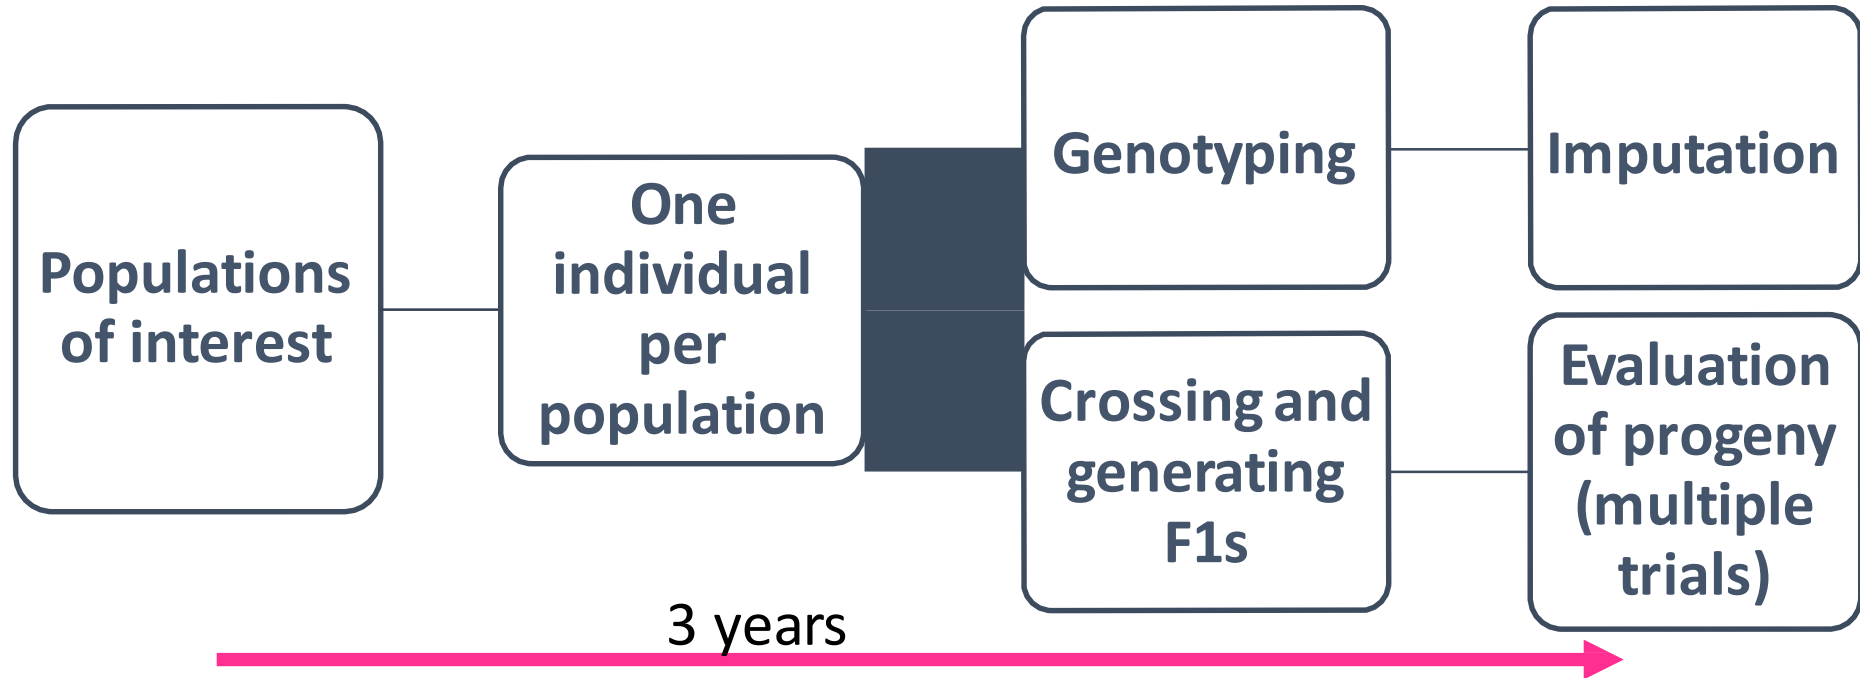 Populations
of interest
One
individual
per
population
Genotyping
Imputation
Crossing and
generating
F1s
Evaluation
of progeny
(multiple
trials)
3 years